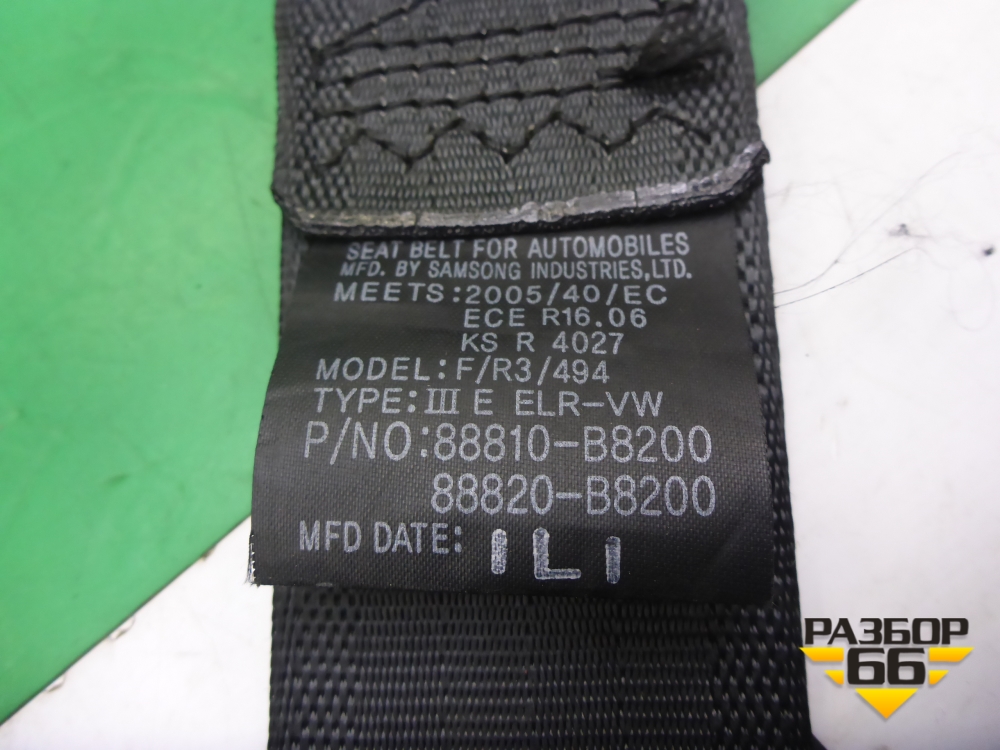 SEAT BELT FOR AUTOMOBILES
MFD. BY SAMSONG INDUSTRIES,LTD.
MEETS:2005/40/EC
ECE R16.06
KS R 4027
MODEL:F/R3/494
TYPE:III E ELR-VW
P/NO:88810-B8200
88820-B8200
MFD DATE: 1L1
РАЗБОР
66